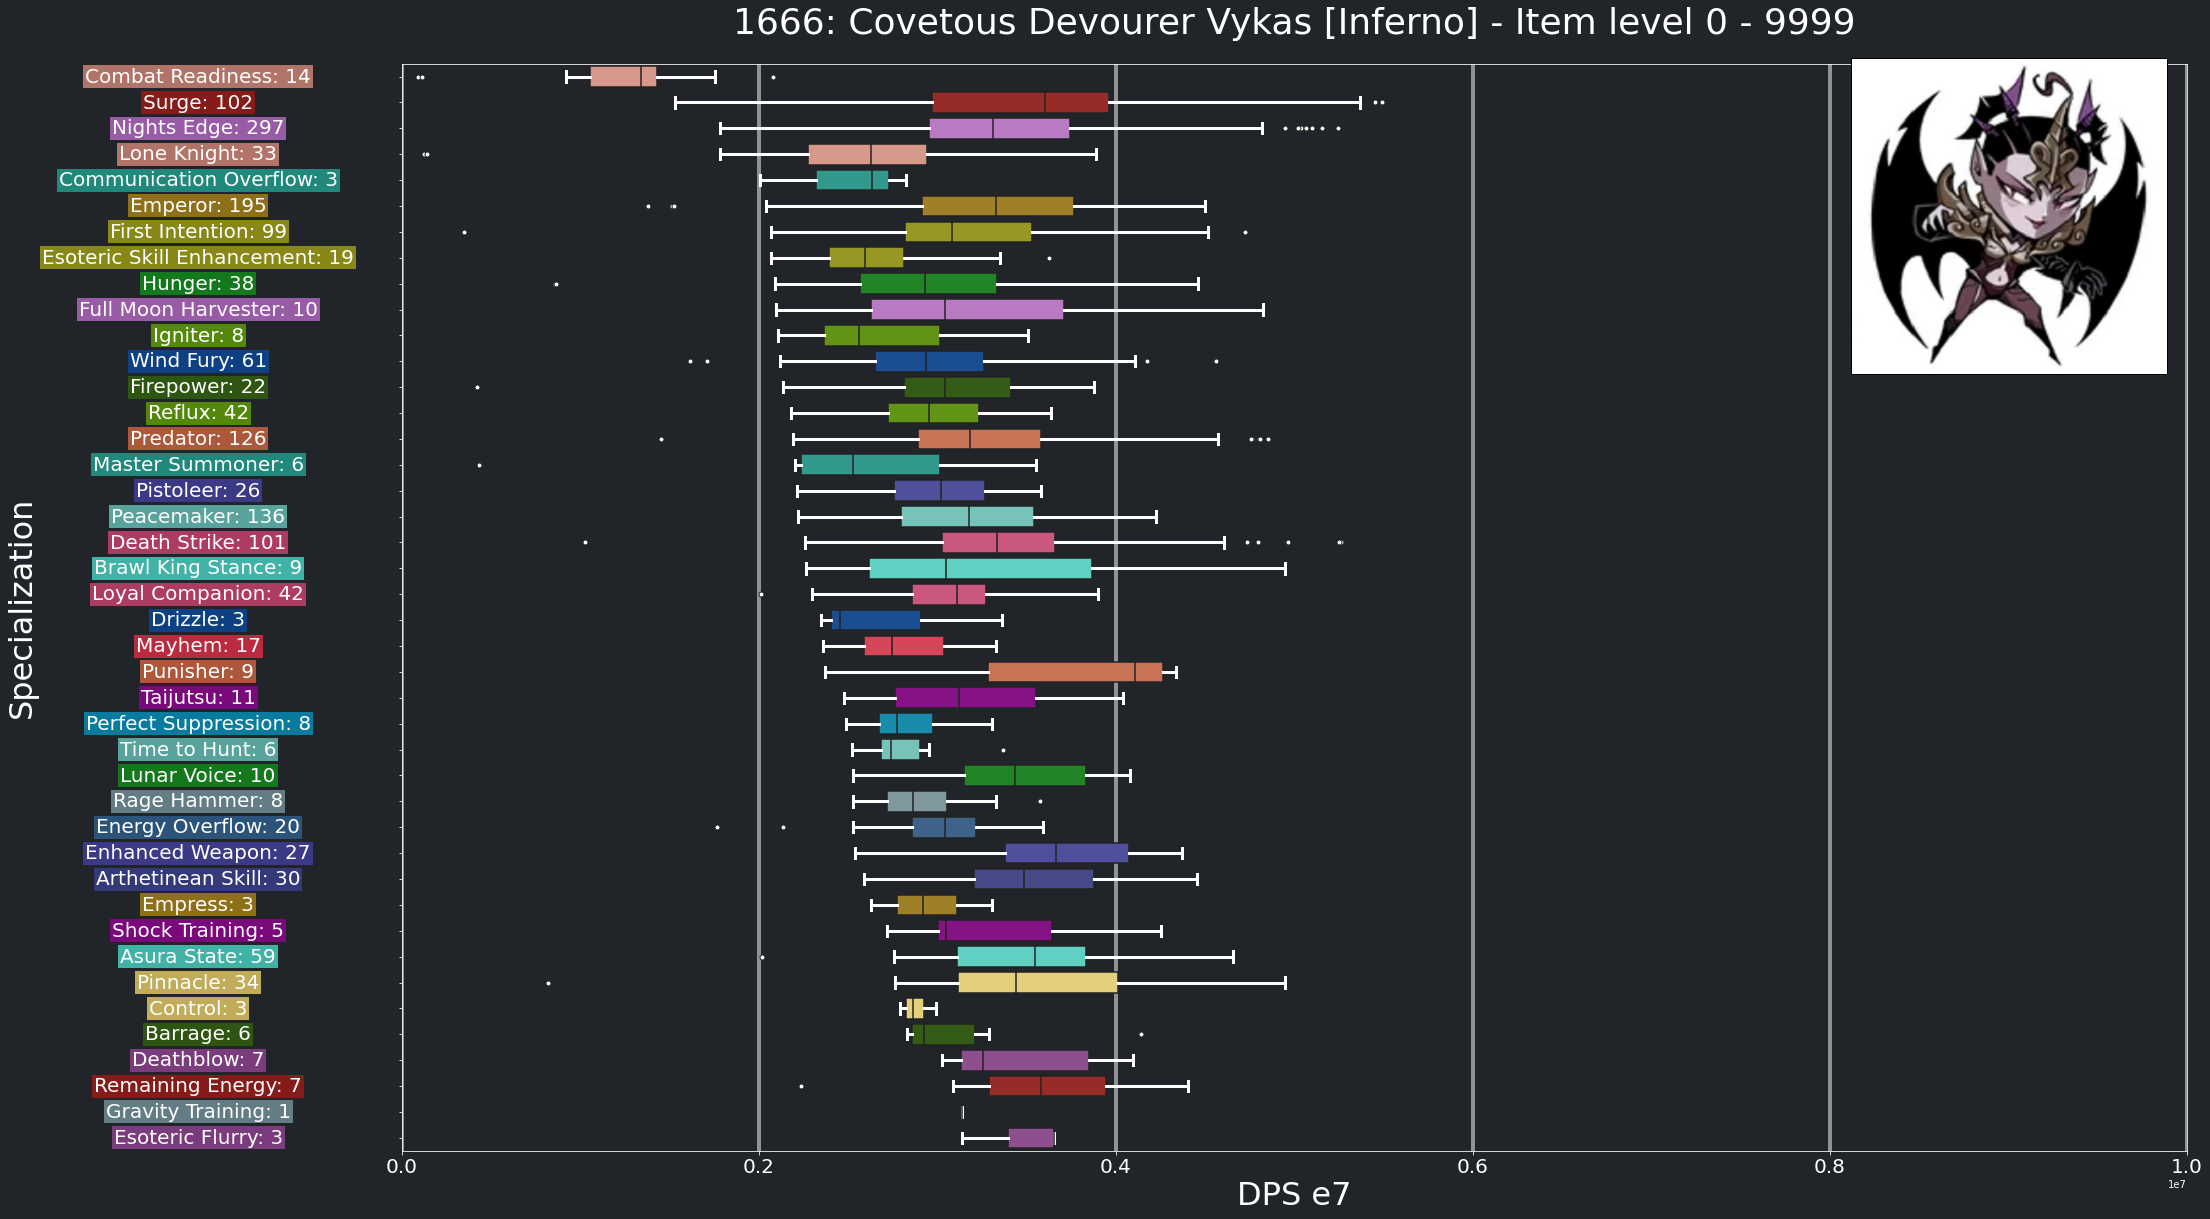 1666: Covetous Devourer Vykas [Inferno] - Item level 0 - 9999
Combat Readiness: 14
Surge: 102
Nights Edge: 297
Lone Knight: 33
Communication Overflow: 3
Emperor: 195
First Intention: 99
Esoteric Skill Enhancement: 19
Hunger: 38
Full Moon Harvester: 10
Igniter: 8
Wind Fury: 61
Firepower: 22
Reflux: 42
Predator: 126
Master Summoner: 6
Pistoleer: 26
Peacemaker: 136
Death Strike: 101
Brawl King Stance: 9
Loyal Companion: 42
Drizzle: 3
Mayhem: 17
Punisher: 9
Taijutsu: 11
Perfect Suppression: 8
Time to Hunt: 6
Lunar Voice: 10
Rage Hammer: 8
Energy Overflow: 20
Enhanced Weapon: 27
Arthetinean Skill: 30
Empress: 3
Shock Training: 5
Asura State: 59
Pinnacle: 34
Control: 3
Barrage: 6
Deathblow: 7
Remaining Energy: 7
Gravity Training: 1
Esoteric Flurry: 3
Specialization
0.0 0.2 0.4 0.6 0.8 1.0
1e7
DPS e7